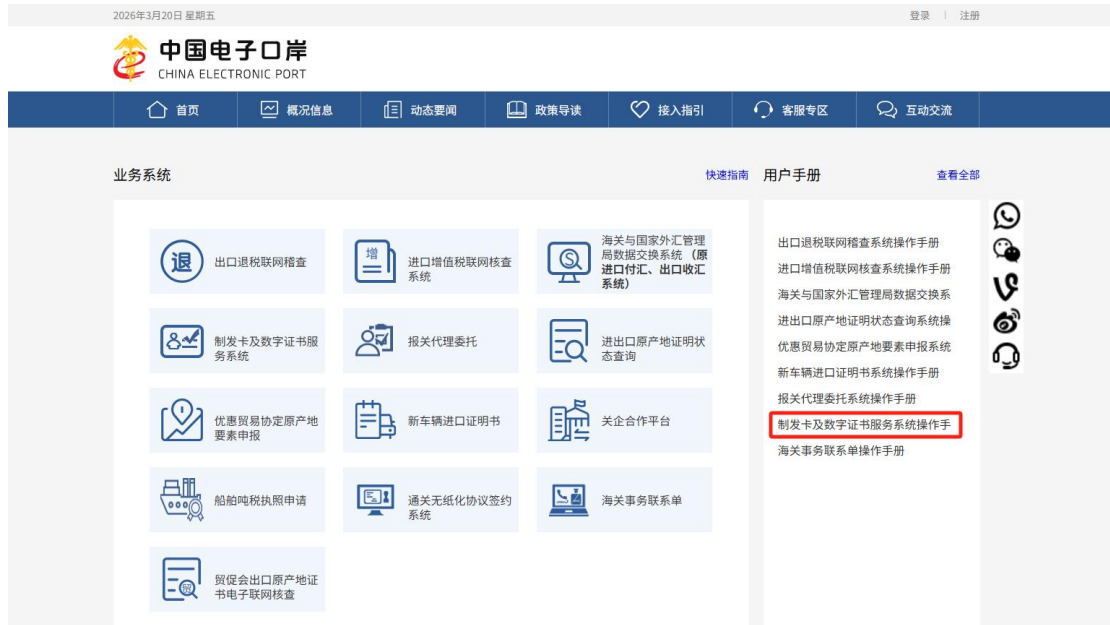 2026年3月20日 星期五
登录
注册
中国电子口岸
CHINA ELECTRONIC PORT
首页
概况信息
动态要闻
政策导读
接入指引
客服专区
互动交流
业务系统
快速指南
用户手册
查看全部
退
出口退税联网稽查
增
进口增值税联网核查
系统
海关与国家外汇管理
局数据交换系统 (原
进口付汇、出口收汇
系统)
制发卡及数字证书服
务系统
报关代理委托
进出口原产地证明状
态查询
优惠贸易协定原产地
要素申报
新车辆进口证明书
关企合作平台
船舶吨税执照申请
通关无纸化协议签约
系统
海关事务联系单
贸
贸促会出口原产地证
书电子联网核查
出口退税联网稽查系统操作手册
进口增值税联网核查系统操作手册
海关与国家外汇管理局数据交换系
进出口原产地证明状态查询系统操
优惠贸易协定原产地要素申报系统
新车辆进口证明书系统操作手册
报关代理委托系统操作手册
制发卡及数字证书服务系统操作手
海关事务联系单操作手册